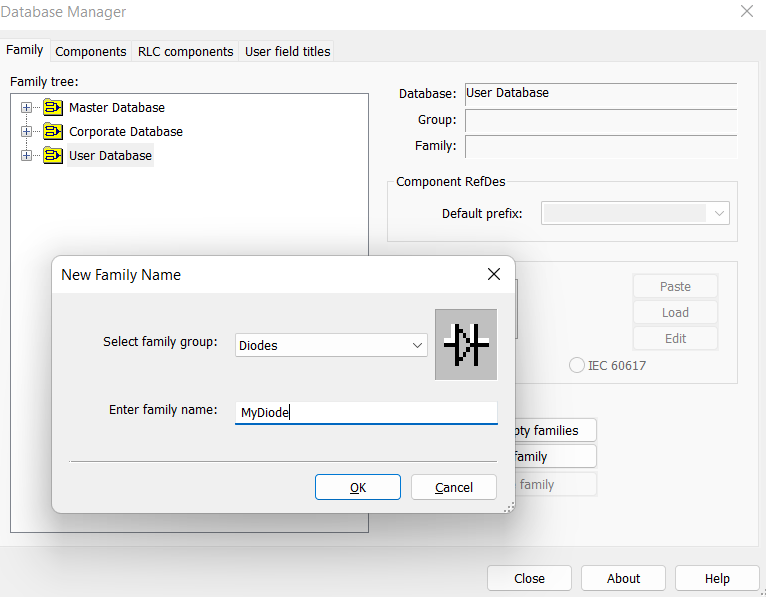 Database Manager
Family
Components
RLC components
User field titles
Family tree:
Master Database
Corporate Database
User Database
Database:
User Database
Group:
Family:
Component RefDes
Default prefix:
New Family Name
Select family group:
Diodes
Enter family name:
MyDiode
OK
Cancel
Paste
Load
Edit
IEC 60617
families
family
family
Close
About
Help